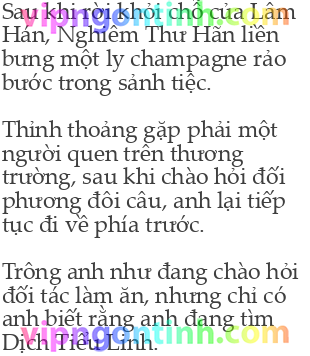 Sau khi rời khỏi chỗ của Lâm
Hán, Nghiêm Thư Hãn liền
bưng một ly champagne rảo
bước trong sảnh tiệc.
Thỉnh thoảng gặp phải một
người quen trên thương
trường, sau khi chào hỏi đối
phương đôi câu, anh lại tiếp
tục đi về phía trước.
Trông anh như đang chào hỏi
đối tác làm ăn, nhưng chỉ có
anh biết rằng anh đang tìm
Dịch Tiểu Linh.
vipngontinh.com
vipngontinh.com